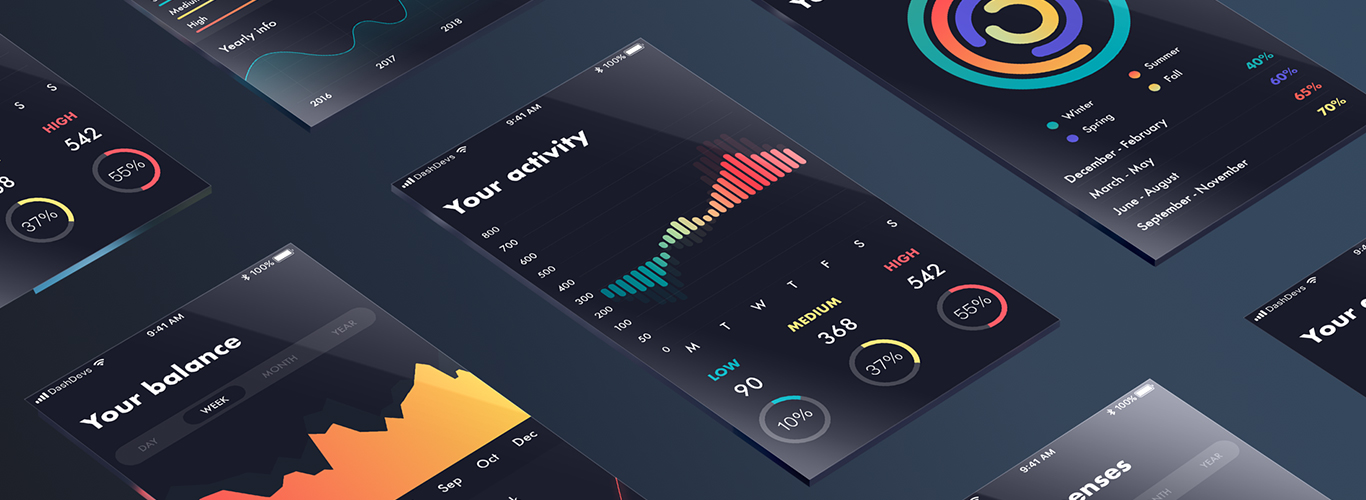 Medium
High
Yearly info
2016
2017
2018
S
S
HIGH
542
55%
37%
DashDevs
9:41 AM
100%
Your balance
DAY
WEEK
MONTH
YEAR
Sep
Oct
Dec
DashDevs
9:41 AM
100%
Your activity
800
700
600
500
400
300
200
100
50
0
M
T
W
T
F
S
S
LOW
90
10%
MEDIUM
368
37%
HIGH
542
55%
Winter
Summer
Spring
Fall
December - February
40%
March - May
60%
June - August
65%
September - November
70%
DashDevs
9:41 AM
100%
YEAR